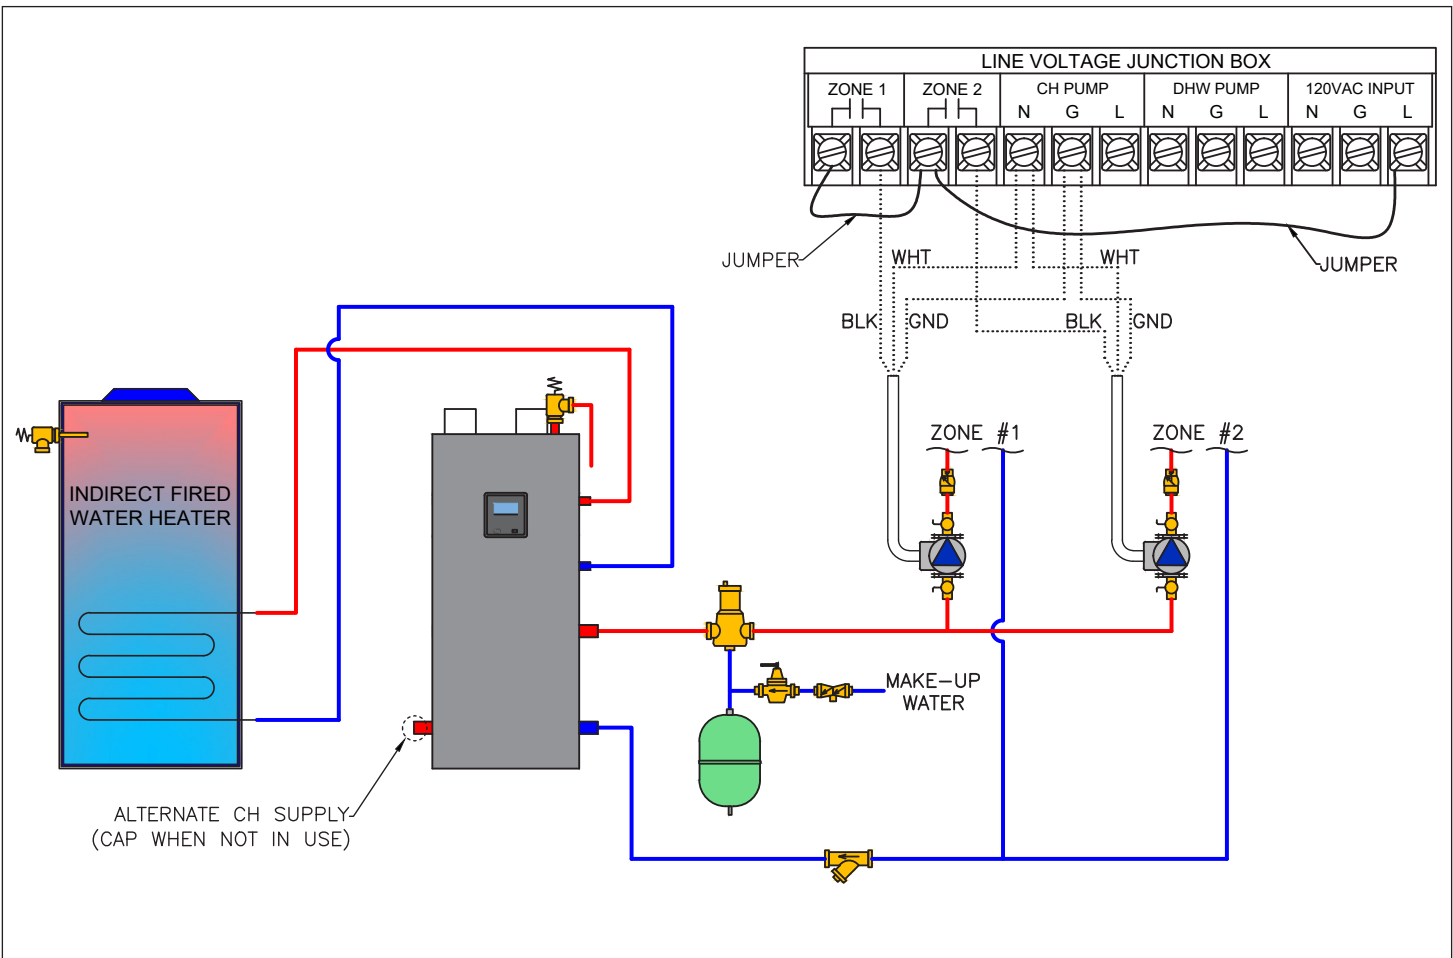 LINE VOLTAGE JUNCTION BOX
ZONE 1 ZONE 2 CH PUMP DHW PUMP 120VAC INPUT
N G L N G L N G L
JUMPER
JUMPER
WHT WHT
BLK GND BLK GND
ZONE #1 ZONE #2
INDIRECT FIRED
WATER HEATER
MAKE-UP
WATER
ALTERNATE CH SUPPLY
(CAP WHEN NOT IN USE)